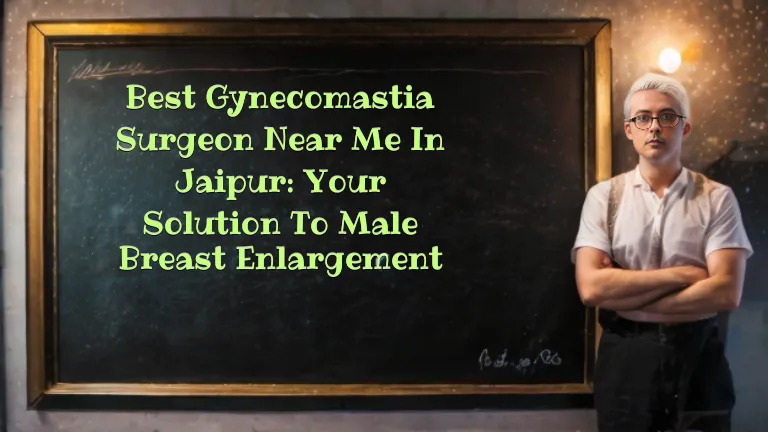 Best Gynecomastia
Surgeon Near Me In
Jaipur: Your
Solution To Male
Breast Enlargement